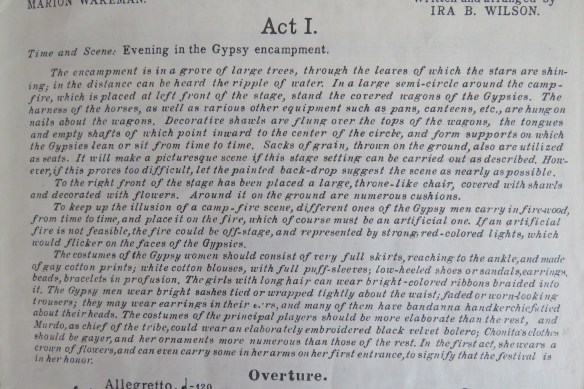 MARION WAKEMAN.
Written and arranged by
IRA B. WILSON.
Act I.
Time and Scene: Evening in the Gypsy encampment.
The encampment is in a grove of large trees, through the leaves of which the stars are shin-
ing; in the distance can be heard the ripple of water. In a large semi-circle around the camp-
fire, which is placed at left front of the stage, stand the covered wagons of the Gypsies. The
harness of the horses, as well as various other equipment such as pans, canteens, etc., are hung on
nails about the wagons. Decorative shawls are flung over the tops of the wagons, the tongues
and empty shafts of which point inward to the center of the circle, and form supports on which
the Gypsies lean or sit from time to time. Sacks of grain, thrown on the ground, also are utilized
as seats. It will make a picturesque scene if this stage setting can be carried out as described. How-
ever, if this proves too difficult, let the painted back-drop suggest the scene as nearly as possible.
To the right front of the stage has been placed a large, throne-like chair, covered with shawls
and decorated with flowers. Around it on the ground are numerous cushions.
To keep up the illusion of a camp-fire scene, different ones of the Gypsy men carry in fire-wood,
from time to time, and place it on the fire, which of course must be an artificial one. If an artificial
fire is not feasible, the fire could be off-stage, and represented by strong, red-colored lights, which
would flicker on the faces of the Gypsies.
The costumes of the Gypsy women should consist of very full skirts, reaching to the ankle, and made
of gay cotton prints; white cotton blouses, with full puff-sleeves; low-heeled shoes or sandals, earrings,
beads, bracelets in profusion. The girls with long hair can wear bright-colored ribbons braided into
it. The Gypsy men wear bright sashes tied or wrapped tightly about the waist; faded or worn-looking
trousers; they may wear earrings in their ears, and many of them have bandanna handkerchiefs tied
about their heads. The costumes of the principal players should be more elaborate than the rest, and
Murdo, as chief of the tribe, could wear an elaborately embroidered black velvet bolero; Chonita's clothes
should be gayer, and her ornaments more numerous than those of the rest. In the first act, she wears a
crown of flowers, and can even carry some in her arms on her first entrance, to signify that the festival is
in her honor.
Overture.
Allegretto. ♩=120